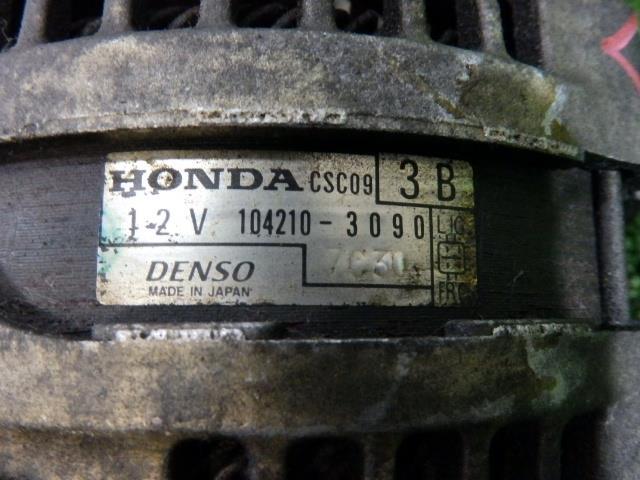 HONDA CSC09 3B
12V 104210-3090
DENSO
MADE IN JAPAN